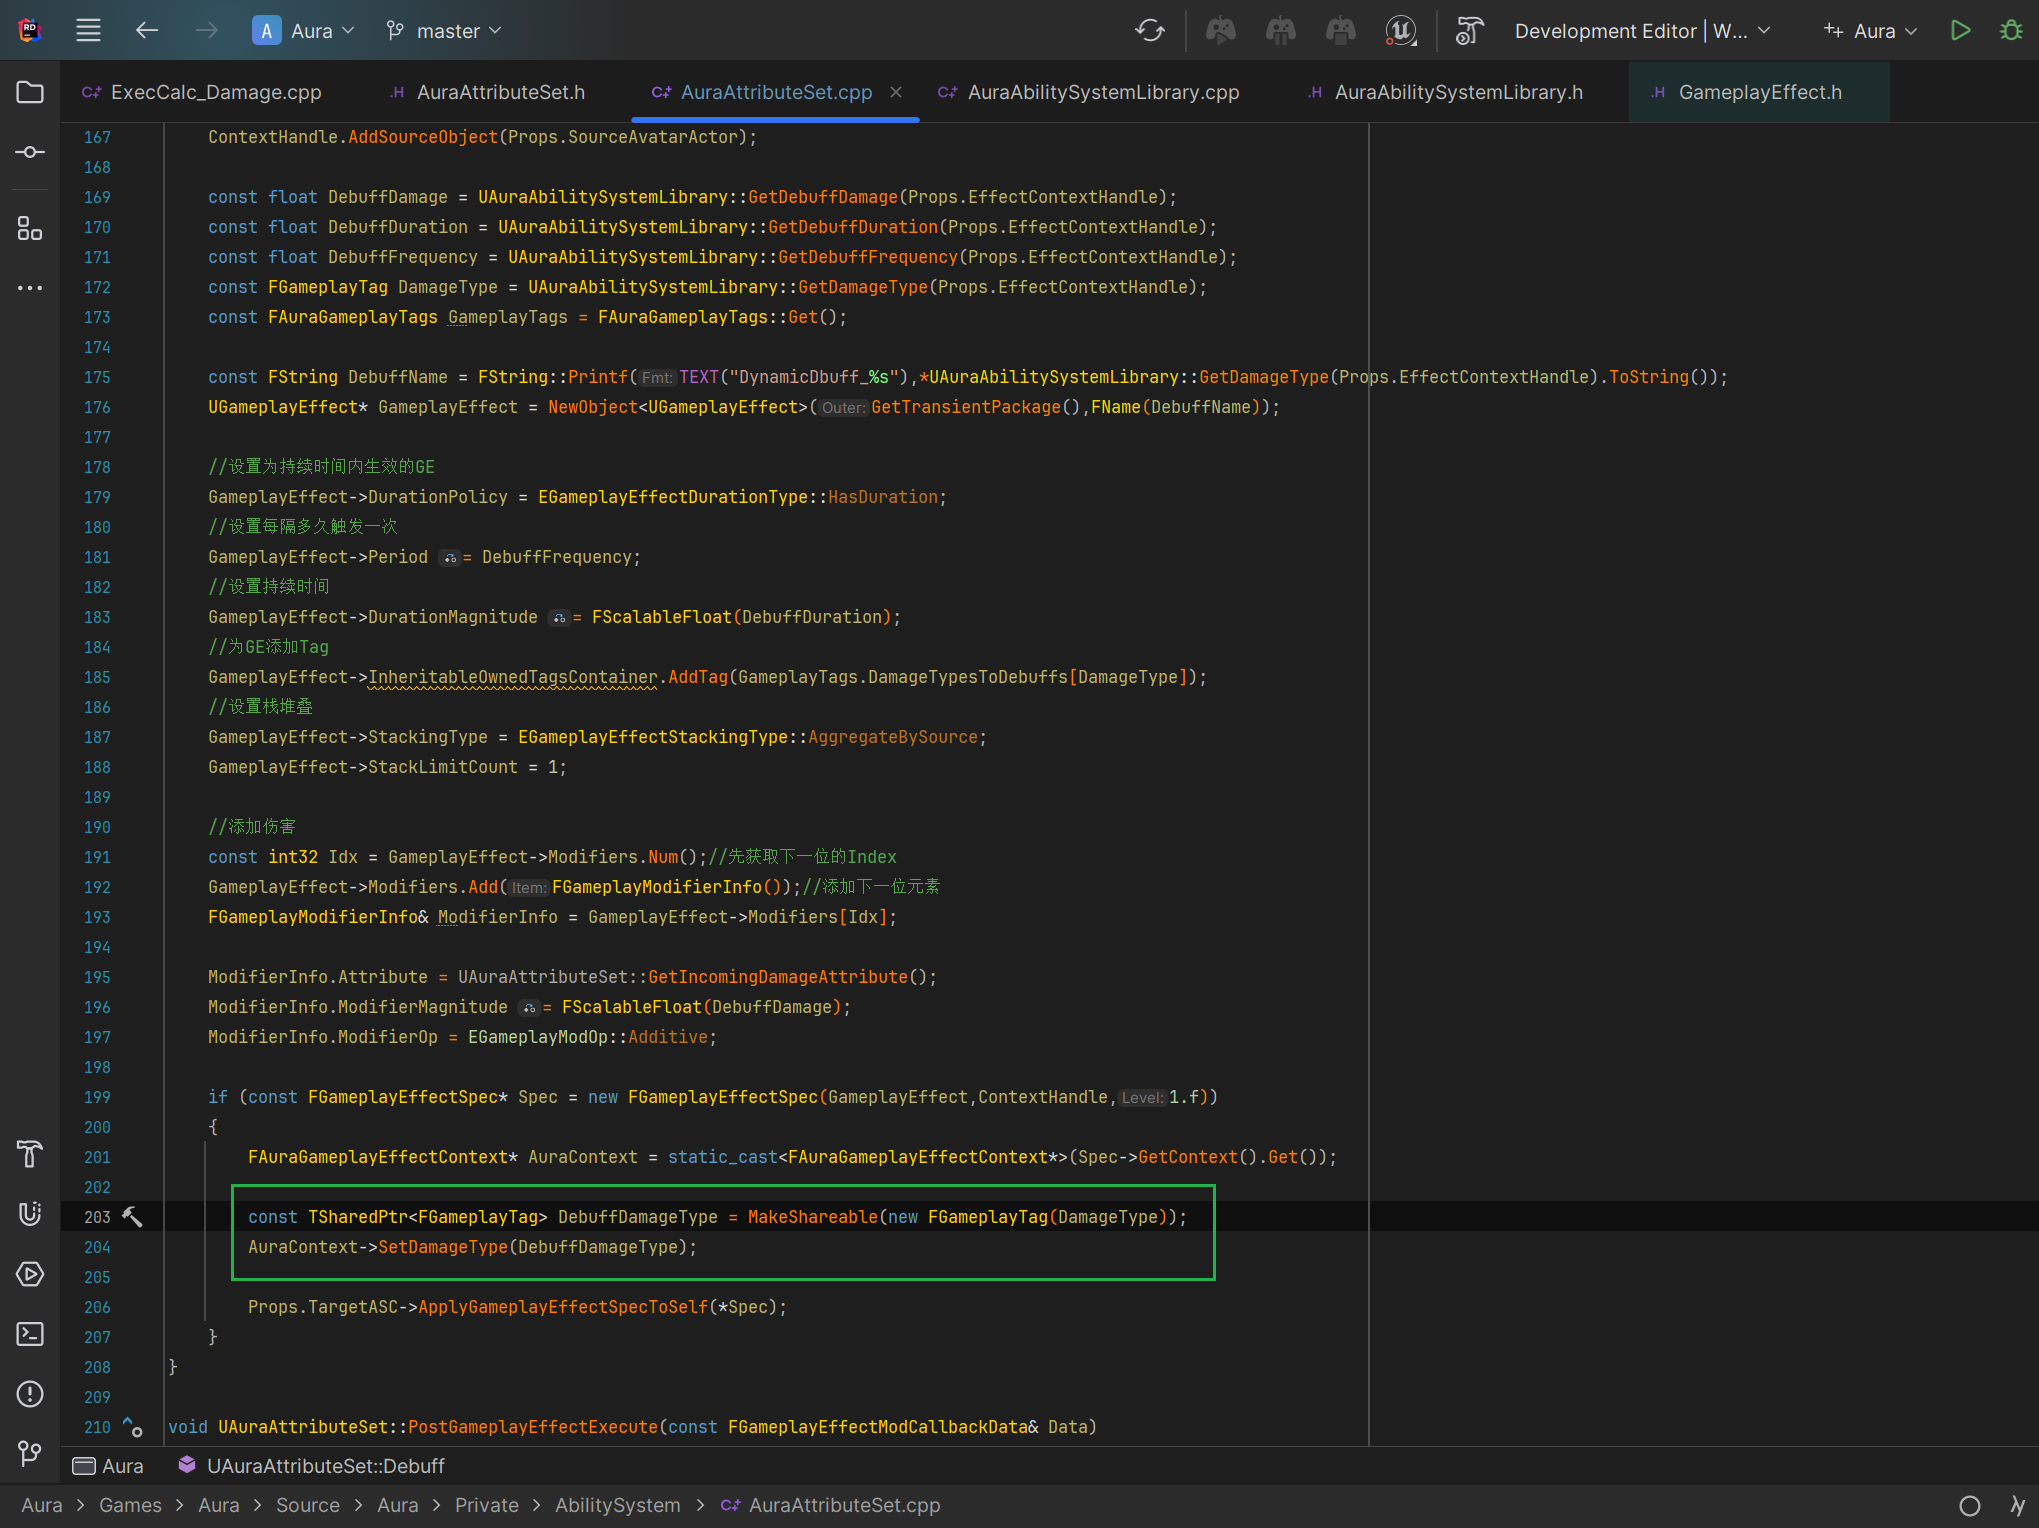 RD A Aura master Development Editor | W... Aura
C+ ExecCalc_Damage.cpp .H AuraAttributeSet.h C+ AuraAttributeSet.cpp × C+ AuraAbilitySystemLibrary.cpp .H AuraAbilitySystemLibrary.h .H GameplayEffect.h
167 ContextHandle.AddSourceObject(Props.SourceAvatarActor);
168
169 const float DebuffDamage = UAuraAbilitySystemLibrary::GetDebuffDamage(Props.EffectContextHandle);
170 const float DebuffDuration = UAuraAbilitySystemLibrary::GetDebuffDuration(Props.EffectContextHandle);
171 const float DebuffFrequency = UAuraAbilitySystemLibrary::GetDebuffFrequency(Props.EffectContextHandle);
172 const FGameplayTag DamageType = UAuraAbilitySystemLibrary::GetDamageType(Props.EffectContextHandle);
173 const FAuraGameplayTags GameplayTags = FAuraGameplayTags::Get();
174
175 const FString DebuffName = FString::Printf(Fmt: TEXT("DynamicDbuff_%s"),*UAuraAbilitySystemLibrary::GetDamageType(Props.EffectContextHandle).ToString());
176 UGameplayEffect* GameplayEffect = NewObject<UGameplayEffect>(Outer: GetTransientPackage(),FName(DebuffName));
177
178 //设置为持续时间内生效的GE
179 GameplayEffect->DurationPolicy = EGameplayEffectDurationType::HasDuration;
180 //设置每隔多久触发一次
181 GameplayEffect->Period = DebuffFrequency;
182 //设置持续时间
183 GameplayEffect->DurationMagnitude = FScalableFloat(DebuffDuration);
184 //为GE添加Tag
185 GameplayEffect->InheritableOwnedTagsContainer.AddTag(GameplayTags.DamageTypesToDebuffs[DamageType]);
186 //设置栈堆叠
187 GameplayEffect->StackingType = EGameplayEffectStackingType::AggregateBySource;
188 GameplayEffect->StackLimitCount = 1;
189
190 //添加伤害
191 const int32 Idx = GameplayEffect->Modifiers.Num();//先获取下一位的Index
192 GameplayEffect->Modifiers.Add(Item: FGameplayModifierInfo());//添加下一位元素
193 FGameplayModifierInfo& ModifierInfo = GameplayEffect->Modifiers[Idx];
194
195 ModifierInfo.Attribute = UAuraAttributeSet::GetIncomingDamageAttribute();
196 ModifierInfo.ModifierMagnitude = FScalableFloat(DebuffDamage);
197 ModifierInfo.ModifierOp = EGameplayModOp::Additive;
198
199 if (const FGameplayEffectSpec* Spec = new FGameplayEffectSpec(GameplayEffect,ContextHandle,Level: 1.f))
200 {
201 FAuraGameplayEffectContext* AuraContext = static_cast<FAuraGameplayEffectContext*>(Spec->GetContext().Get());
202
203 const TSharedPtr<FGameplayTag> DebuffDamageType = MakeShareable(new FGameplayTag(DamageType));
204 AuraContext->SetDamageType(DebuffDamageType);
205
206 Props.TargetASC->ApplyGameplayEffectSpecToSelf(*Spec);
207 }
208 }
209
210 void UAuraAttributeSet::PostGameplayEffectExecute(const FGameplayEffectModCallbackData& Data)
Aura UAuraAttributeSet::Debuff
Aura > Games > Aura > Source > Aura > Private > AbilitySystem > C+ AuraAttributeSet.cpp